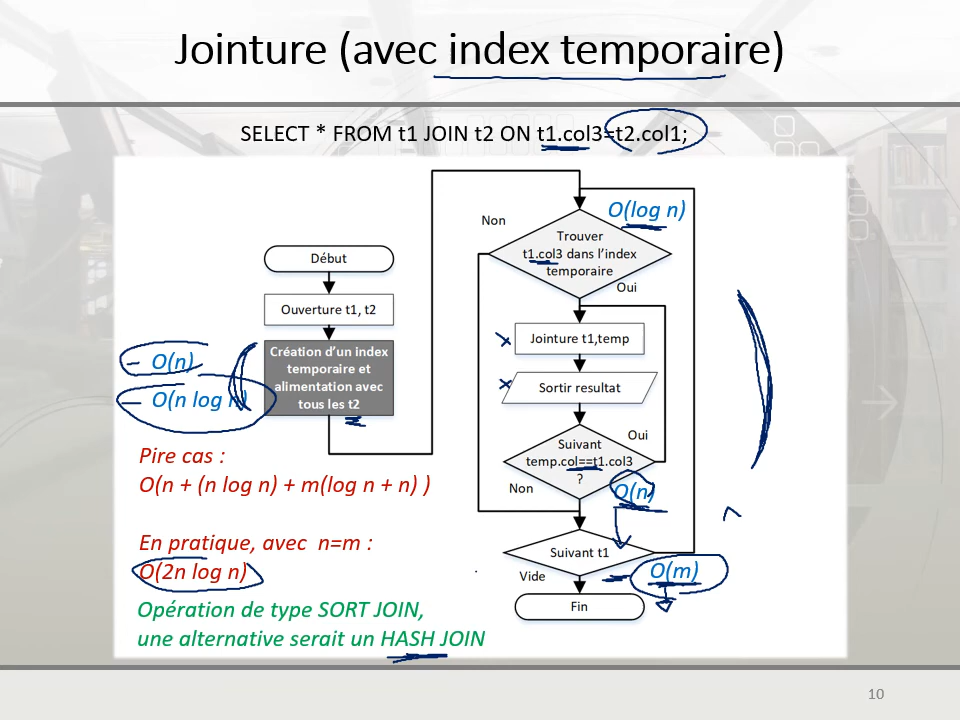 Jointure (avec index temporaire)
SELECT * FROM t1 JOIN t2 ON t1.col3=t2.col1;
Début
Ouverture t1, t2
Création d'un index
temporaire et
alimentation avec
tous les t2
O(n)
O(n log n)
Pire cas :
O(n + (n log n) + m(log n + n) )
En pratique, avec n=m :
O(2n log n)
Opération de type SORT JOIN,
une alternative serait un HASH JOIN
Non
O(log n)
Trouver
t1.col3 dans l'index
temporaire
Oui
Jointure t1,temp
Sortir resultat
Suivant
temp.col==t1.col3
?
Oui
Non
O(n)
Suivant t1
O(m)
Vide
Fin
10